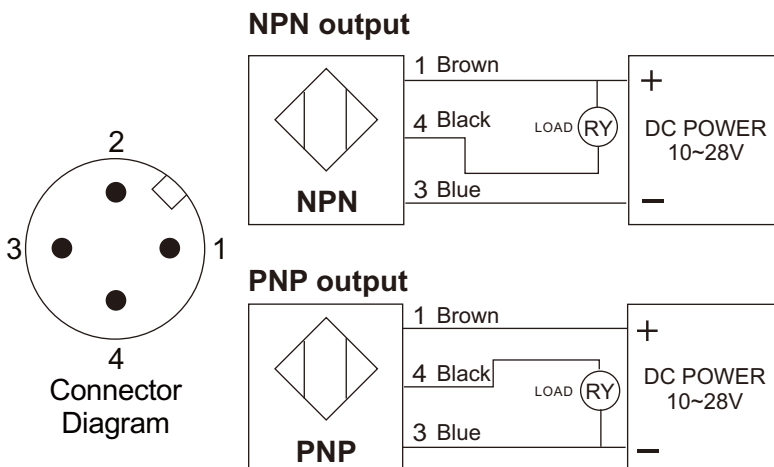 NPN output
1 Brown
4 Black
3 Blue
NPN
LOAD RY
+
DC POWER
10~28V
−
2
3
1
4
Connector
Diagram
PNP output
1 Brown
4 Black
3 Blue
PNP
LOAD RY
+
DC POWER
10~28V
−